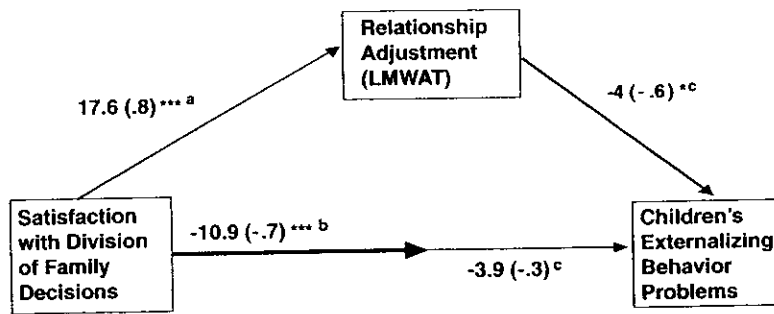 Relationship
Adjustment
(LMWAT)
17.6 (.8) *** a
-4 (- .6) *c
Satisfaction
with Division
of Family
Decisions
-10.9 (-.7) *** b
-3.9 (-.3) c
Children's
Externalizing
Behavior
Problems